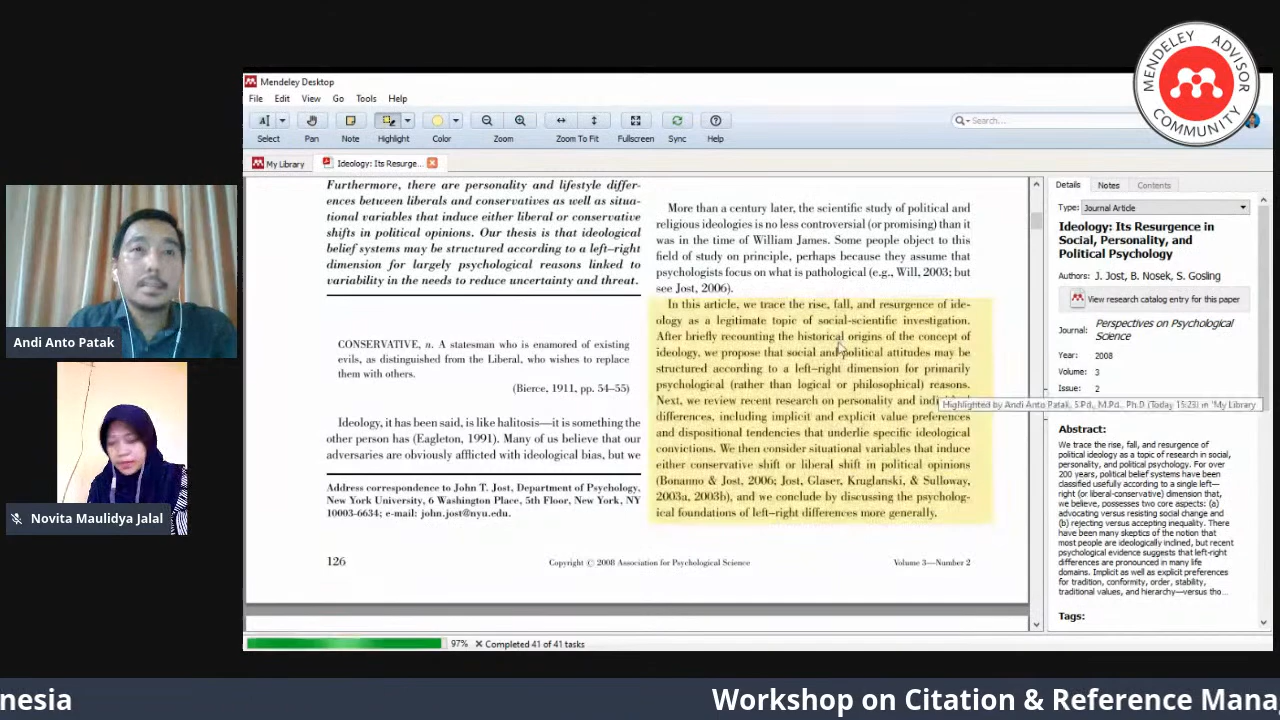 MENDELEY ADVISOR
COMMUNITY
Mendeley Desktop
File Edit View Go Tools Help
Select Pan Note Highlight Color Zoom Zoom To Fit Fullscreen Sync Help
Search...
My Library
Ideology: Its Resurge...
Furthermore, there are personality and lifestyle differ-
ences between liberals and conservatives as well as situa-
tional variables that induce either liberal or conservative
shifts in political opinions. Our thesis is that ideological
belief systems may be structured according to a left–right
dimension for largely psychological reasons linked to
variability in the needs to reduce uncertainty and threat.
CONSERVATIVE, n. A statesman who is enamored of existing
evils, as distinguished from the Liberal, who wishes to replace
them with others.
(Bierce, 1911, pp. 54–55)
Ideology, it has been said, is like halitosis—it is something the
other person has (Eagleton, 1991). Many of us believe that our
adversaries are obviously afflicted with ideological bias, but we
Address correspondence to John T. Jost, Department of Psychology,
New York University, 6 Washington Place, 5th Floor, New York, NY
10003-6634; e-mail: john.jost@nyu.edu.
More than a century later, the scientific study of political and
religious ideologies is no less controversial (or promising) than it
was in the time of William James. Some people object to this
field of study on principle, perhaps because they assume that
psychologists focus on what is pathological (e.g., Will, 2003; but
see Jost, 2006).
In this article, we trace the rise, fall, and resurgence of ide-
ology as a legitimate topic of social-scientific investigation.
After briefly recounting the historical origins of the concept of
ideology, we propose that social and political attitudes may be
structured according to a left–right dimension for primarily
psychological (rather than logical or philosophical) reasons.
Next, we review recent research on personality and
differences, including implicit and explicit value preferences
and dispositional tendencies that underlie specific ideological
convictions. We then consider situational variables that induce
either conservative shift or liberal shift in political opinions
(Bonanno & Jost, 2006; Jost, Glaser, Kruglanski, & Sulloway,
2003a, 2003b), and we conclude by discussing the psycholog-
ical foundations of left–right differences more generally.
126
Copyright © 2008 Association for Psychological Science
Volume 3—Number 2
Highlighted by Andi Anto Patak, S.Pd., M.Pd., Ph.D (Today 15:23) in 'My Library
Details Notes Contents
Type: Journal Article
Ideology: Its Resurgence in
Social, Personality, and
Political Psychology
Authors: J. Jost, B. Nosek, S. Gosling
View research catalog entry for this paper
Journal: Perspectives on Psychological
Science
Year: 2008
Volume: 3
Issue: 2
Abstract:
We trace the rise, fall, and resurgence of
political ideology as a topic of research in social,
personality, and political psychology. For over
200 years, political belief systems have been
classified usefully according to a single left–
right (or liberal-conservative) dimension that,
we believe, possesses two core aspects: (a)
advocating versus resisting social change and
(b) rejecting versus accepting inequality. There
have been many skeptics of the notion that
most people are ideologically inclined, but recent
psychological evidence suggests that left-right
differences are pronounced in many life
domains. Implicit as well as explicit preferences
for tradition, conformity, order, stability,
traditional values, and hierarchy—versus tho...
Tags:
97% Completed 41 of 41 tasks
Andi Anto Patak
Novita Maulidya Jalal
nesia Workshop on Citation & Reference Mana